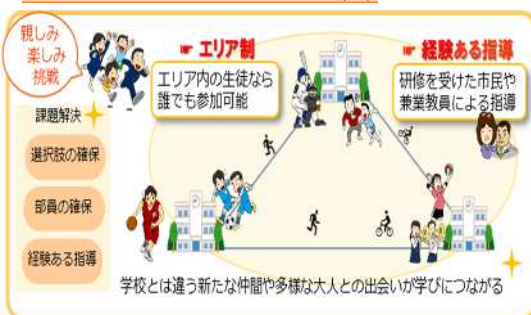 親しみ
楽しみ
挑戦
☞ エリア制
エリア内の生徒なら
誰でも参加可能
☞ 経験ある指導
研修を受けた市民や
兼業教員による指導
課題解決
選択肢の確保
部員の確保
経験ある指導
学校とは違う新たな仲間や多様な大人との出会いが学びにつながる